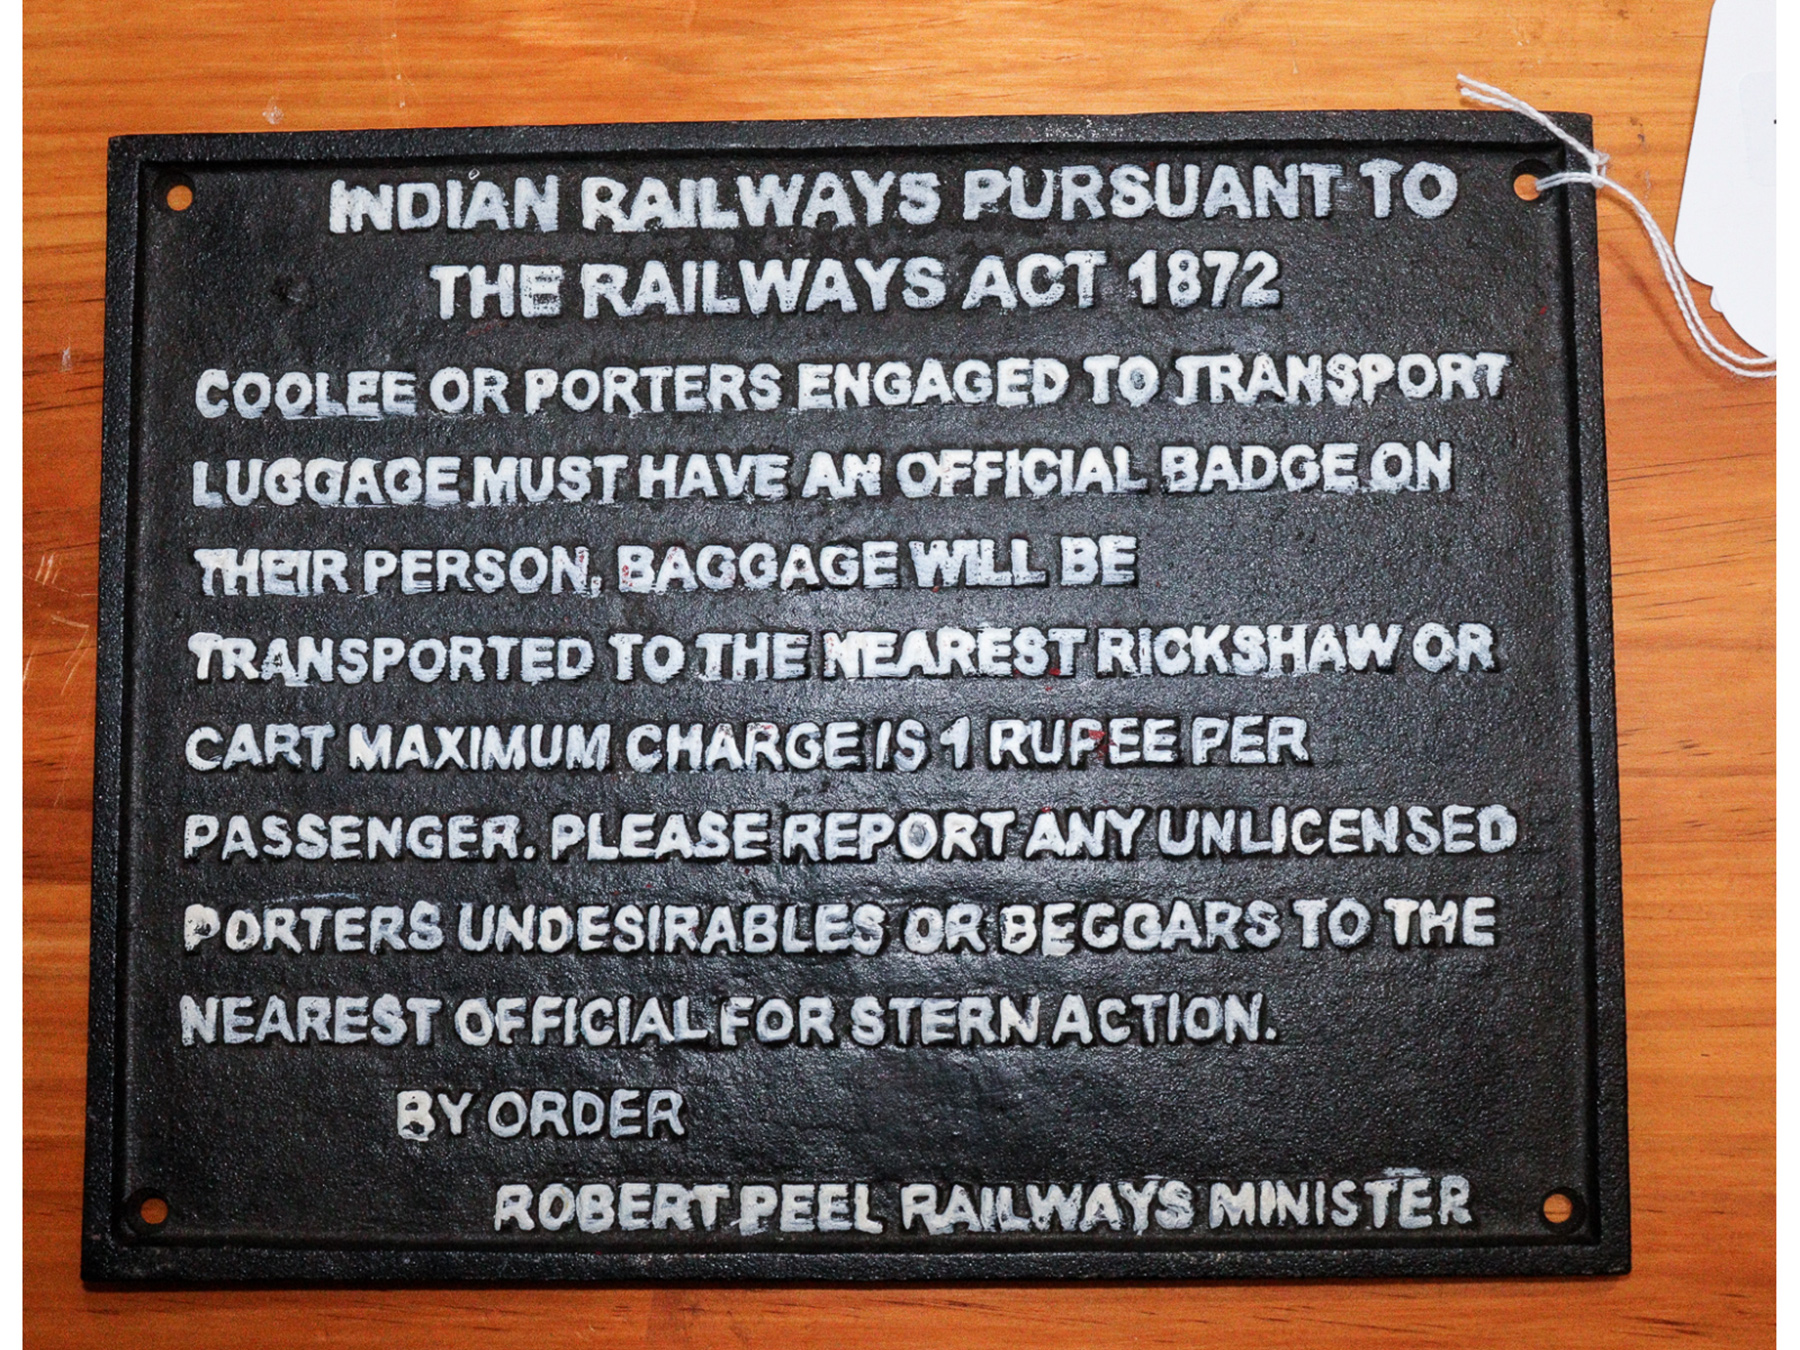 INDIAN RAILWAYS PURSUANT TO
THE RAILWAYS ACT 1872
COOLEE OR PORTERS ENGAGED TO TRANSPORT
LUGGAGE MUST HAVE AN OFFICIAL BADGE ON
THEIR PERSON, BAGGAGE WILL BE
TRANSPORTED TO THE NEAREST RICKSHAW OR
CART MAXIMUM CHARGE IS 1 RUPEE PER
PASSENGER. PLEASE REPORT ANY UNLICENSED
PORTERS UNDESIRABLES OR BEGGARS TO THE
NEAREST OFFICIAL FOR STERN ACTION.
BY ORDER
ROBERT PEEL RAILWAYS MINISTER